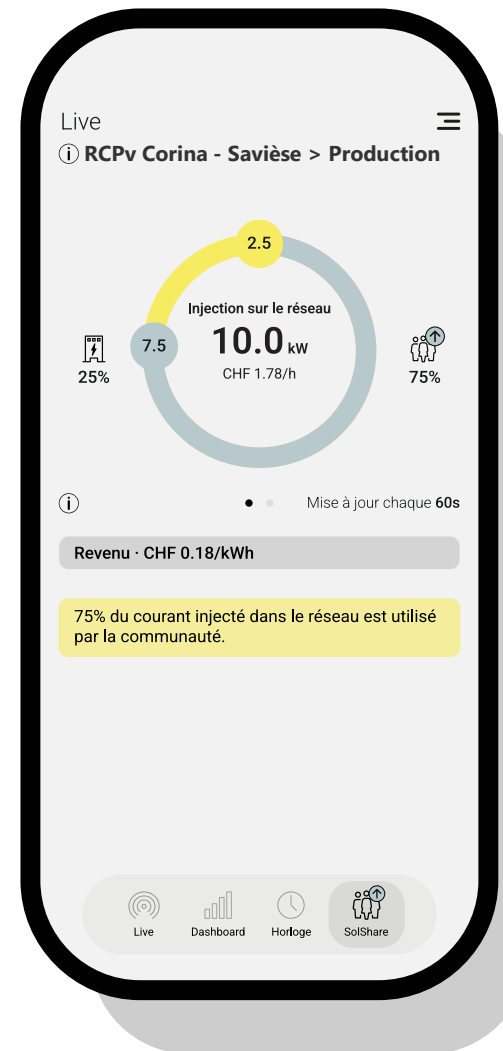 Live
RCPv Corina - Savièse > Production
2.5
Injection sur le réseau
7.5
10.0 kW
CHF 1.78/h
25%
75%
Mise à jour chaque 60s
Revenu · CHF 0.18/kWh
75% du courant injecté dans le réseau est utilisé
par la communauté.
Live
Dashboard
Horloge
SolShare